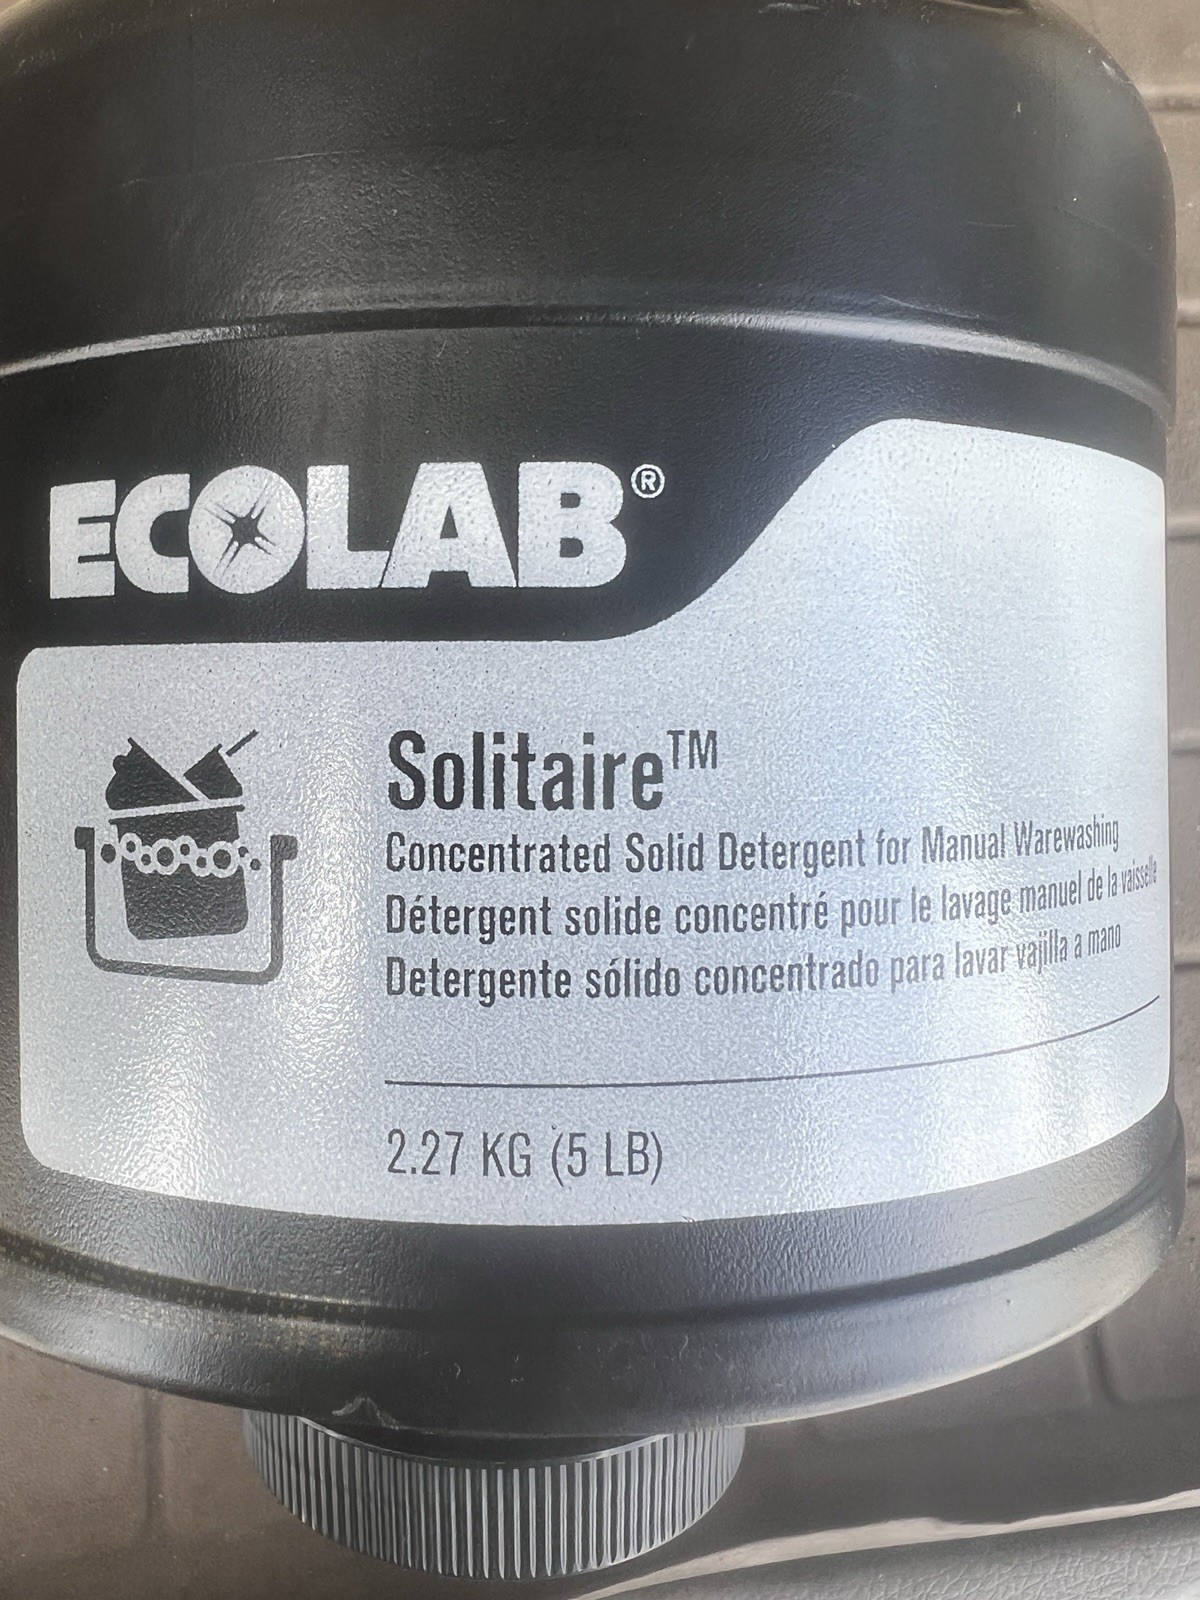 ECOLAB®
Solitaire™
Concentrated Solid Detergent for Manual Warewashing
Détergent solide concentré pour le lavage manuel de la vaisselle
Detergente sólido concentrado para lavar vajilla a mano
2.27 KG (5 LB)